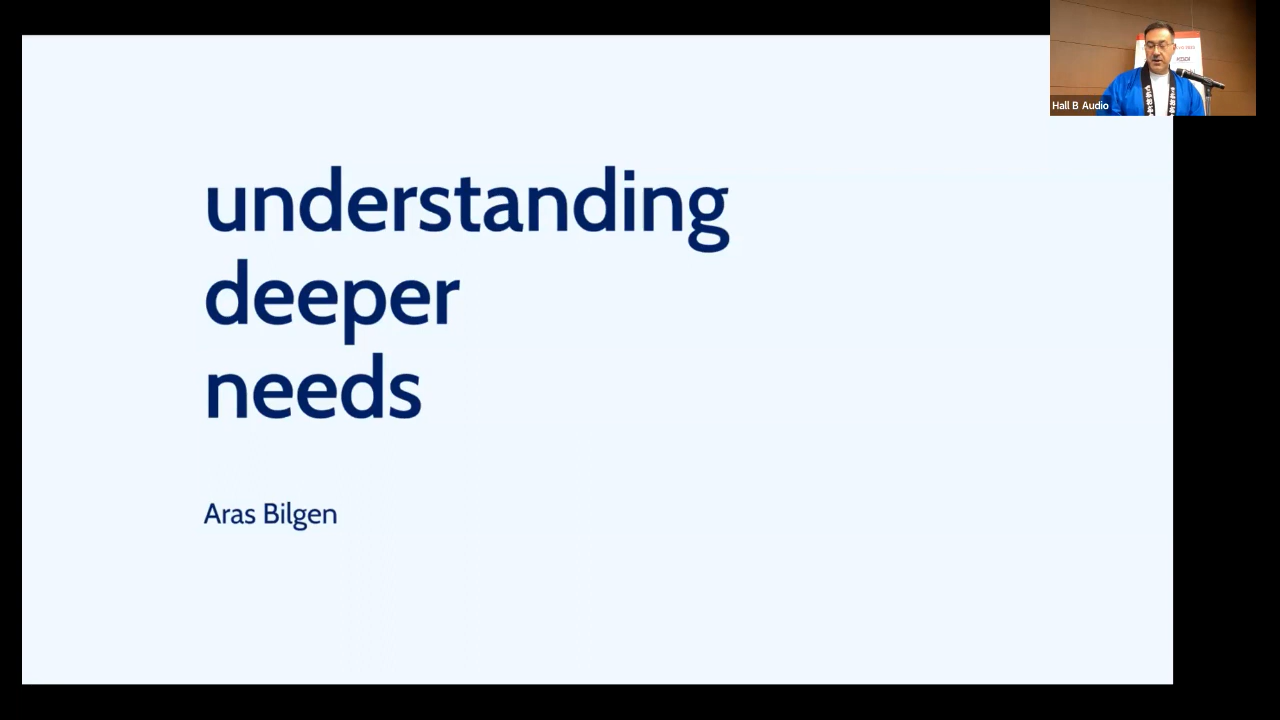 understanding
deeper
needs
Aras Bilgen
Hall B Audio